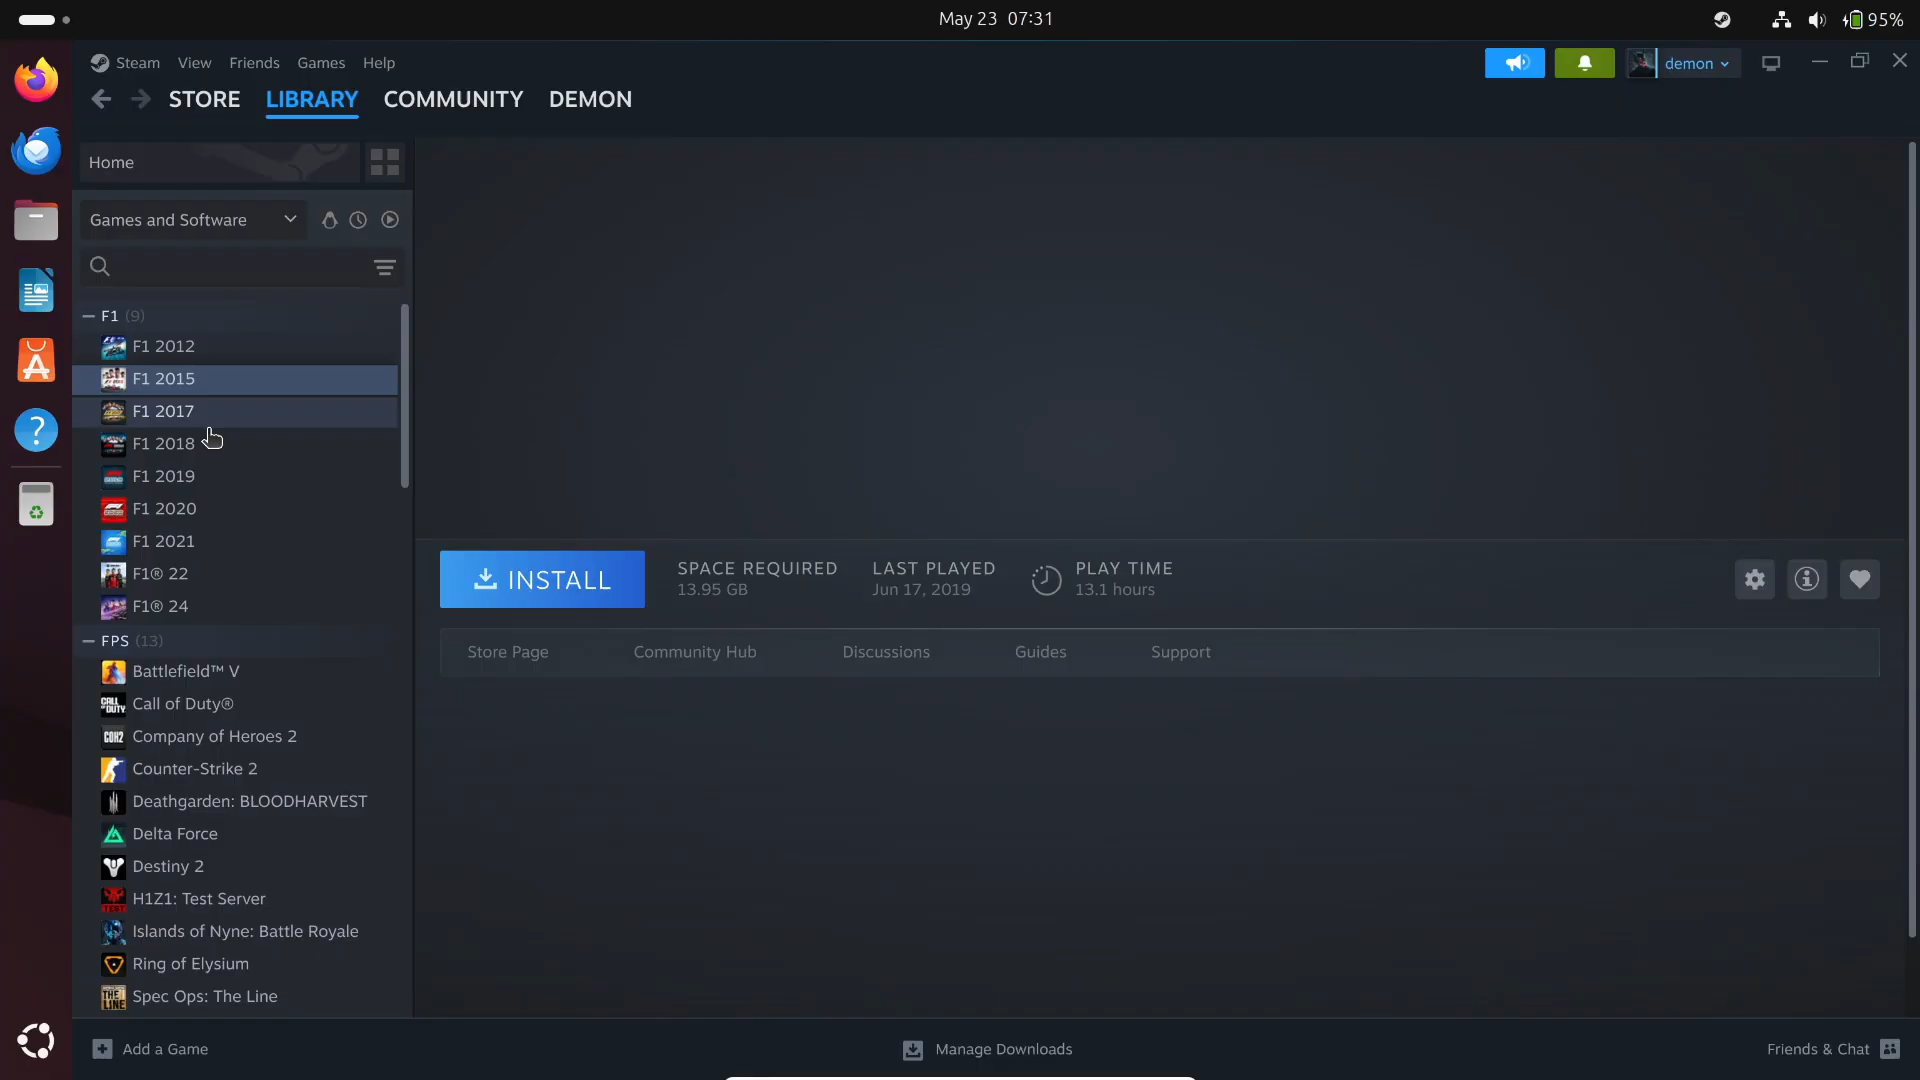 May 23 07:31
95%
Steam View Friends Games Help
demon
STORE LIBRARY COMMUNITY DEMON
Home
Games and Software
F1 (9)
F1 2012
F1 2015
F1 2017
F1 2018
F1 2019
F1 2020
F1 2021
F1® 22
F1® 24
FPS (13)
Battlefield™ V
Call of Duty®
Company of Heroes 2
Counter-Strike 2
Deathgarden: BLOODHARVEST
Delta Force
Destiny 2
H1Z1: Test Server
Islands of Nyne: Battle Royale
Ring of Elysium
Spec Ops: The Line
INSTALL
SPACE REQUIRED
13.95 GB
LAST PLAYED
Jun 17, 2019
PLAY TIME
13.1 hours
Store Page Community Hub Discussions Guides Support
Add a Game
Manage Downloads
Friends & Chat